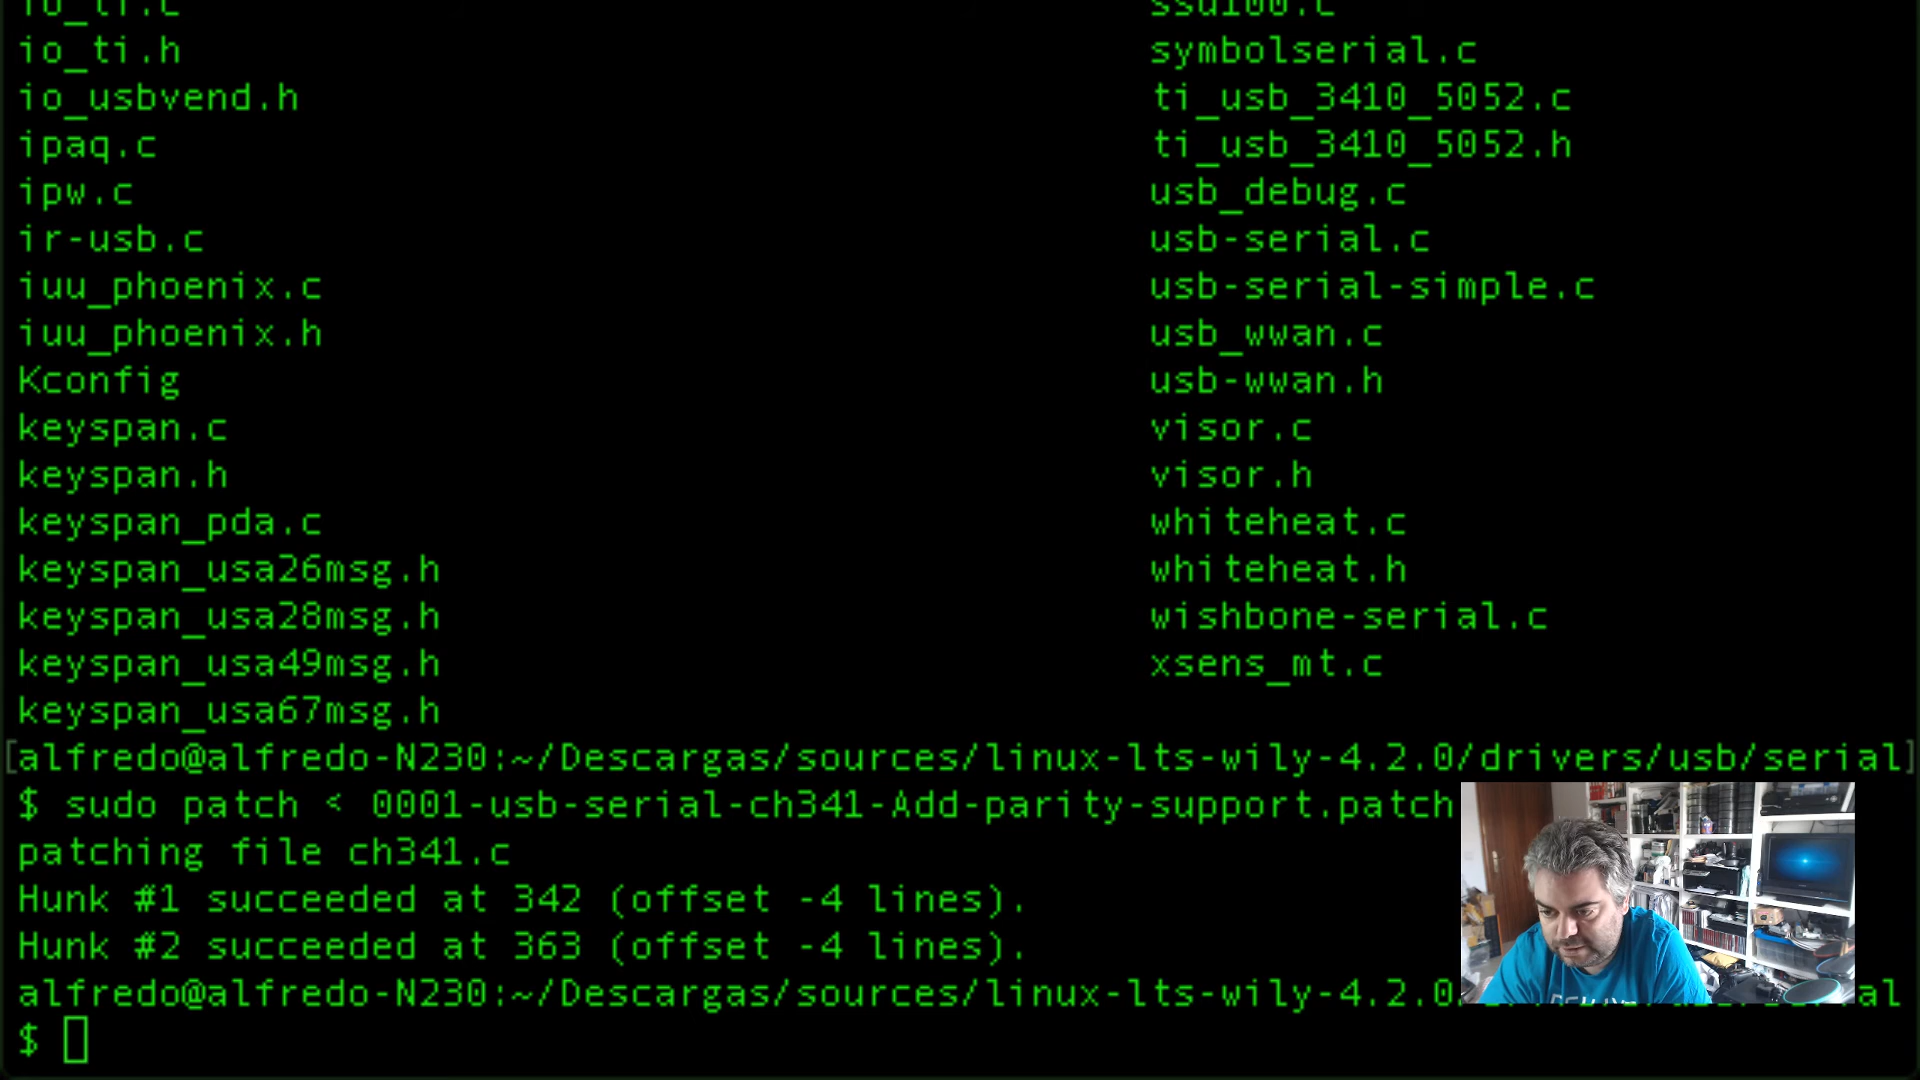 io_ti.c
io_ti.h
io_usbvend.h
ipaq.c
ipw.c
ir-usb.c
iuu_phoenix.c
iuu_phoenix.h
Kconfig
keyspan.c
keyspan.h
keyspan_pda.c
keyspan_usa26msg.h
keyspan_usa28msg.h
keyspan_usa49msg.h
keyspan_usa67msg.h
ssu100.c
symbolserial.c
ti_usb_3410_5052.c
ti_usb_3410_5052.h
usb_debug.c
usb-serial.c
usb-serial-simple.c
usb_wwan.c
usb-wwan.h
visor.c
visor.h
whiteheat.c
whiteheat.h
wishbone-serial.c
xsens_mt.c
[alfredo@alfredo-N230:~/Descargas/sources/linux-lts-wily-4.2.0/drivers/usb/serial]
$ sudo patch < 0001-usb-serial-ch341-Add-parity-support.patch
patching file ch341.c
Hunk #1 succeeded at 342 (offset -4 lines).
Hunk #2 succeeded at 363 (offset -4 lines).
alfredo@alfredo-N230:~/Descargas/sources/linux-lts-wily-4.2.0
$